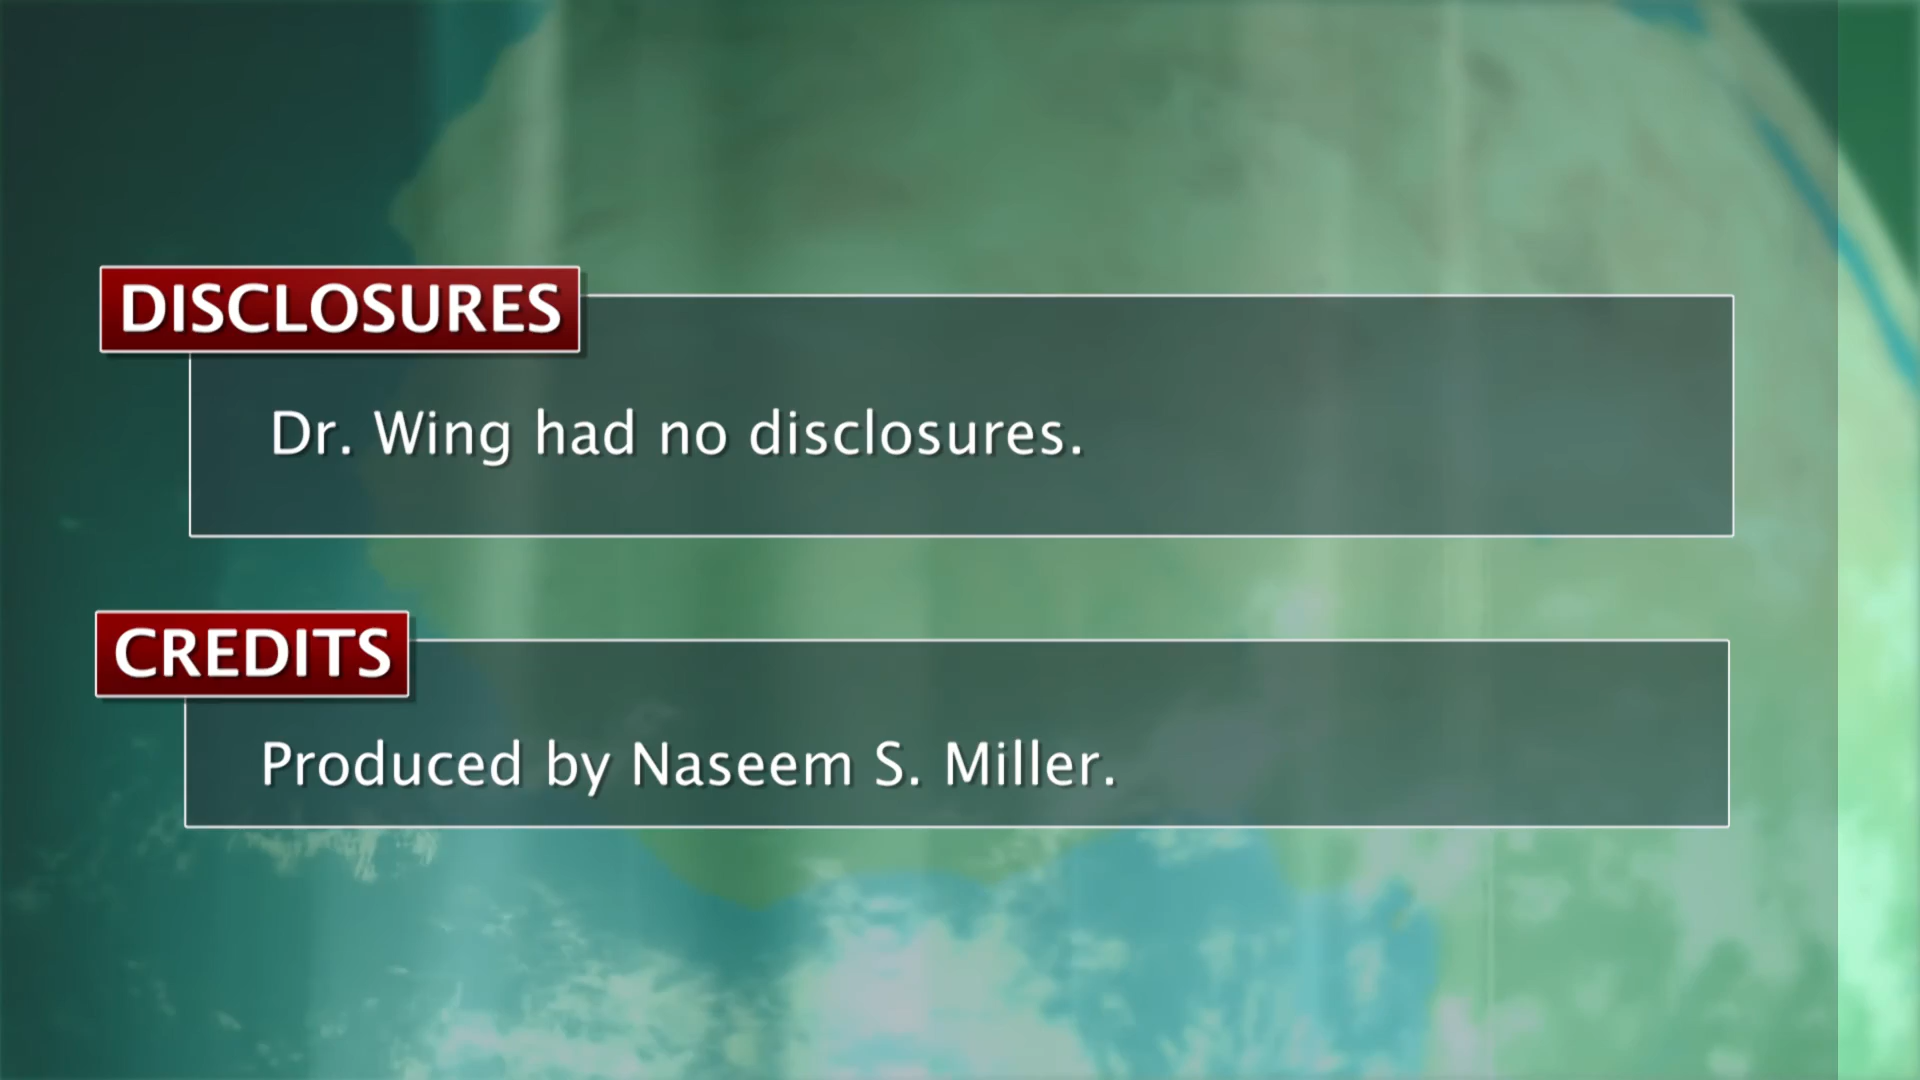 DISCLOSURES
Dr. Wing had no disclosures.
CREDITS
Produced by Naseem S. Miller.